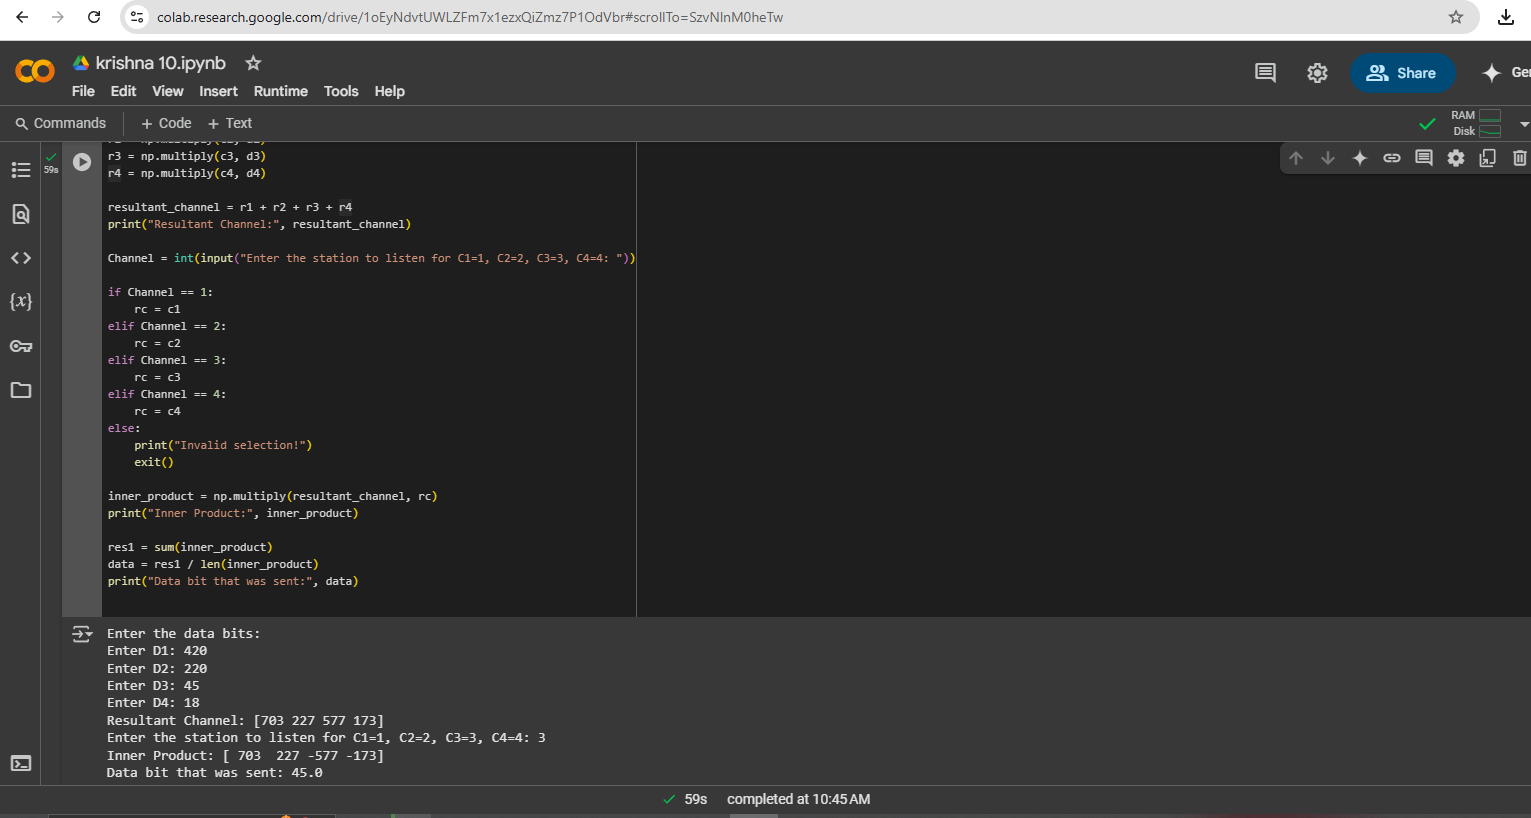 colab.research.google.com/drive/1oEyNdvtUWLZFm7x1ezxQiZmz7P1OdVbr#scrollTo=SzvNlnM0heTw
krishna 10.ipynb
File Edit View Insert Runtime Tools Help
Share
Commands + Code + Text
RAM
Disk
59s
r3 = np.multiply(c3, d3)
r4 = np.multiply(c4, d4)
resultant_channel = r1 + r2 + r3 + r4
print("Resultant Channel:", resultant_channel)
Channel = int(input("Enter the station to listen for C1=1, C2=2, C3=3, C4=4: "))
if Channel == 1:
rc = c1
elif Channel == 2:
rc = c2
elif Channel == 3:
rc = c3
elif Channel == 4:
rc = c4
else:
print("Invalid selection!")
exit()
inner_product = np.multiply(resultant_channel, rc)
print("Inner Product:", inner_product)
res1 = sum(inner_product)
data = res1 / len(inner_product)
print("Data bit that was sent:", data)
Enter the data bits:
Enter D1: 420
Enter D2: 220
Enter D3: 45
Enter D4: 18
Resultant Channel: [703 227 577 173]
Enter the station to listen for C1=1, C2=2, C3=3, C4=4: 3
Inner Product: [ 703  227 -577 -173]
Data bit that was sent: 45.0
59s completed at 10:45 AM